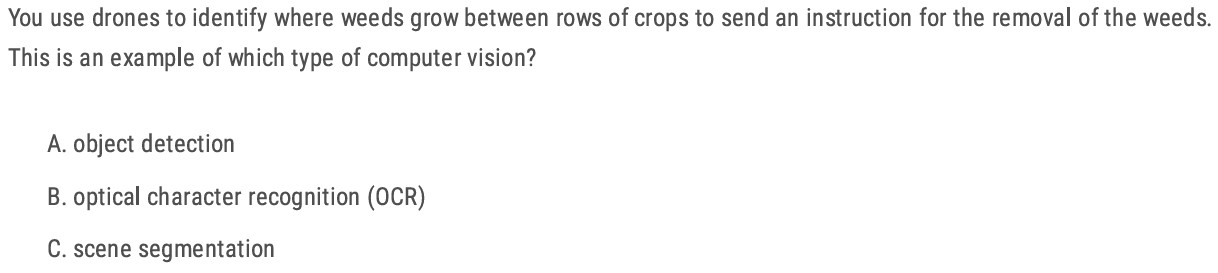 You use drones to identify where weeds grow between rows of crops to send an instruction for the removal of the weeds.
This is an example of which type of computer vision?
A. object detection
B. optical character recognition (OCR)
C. scene segmentation